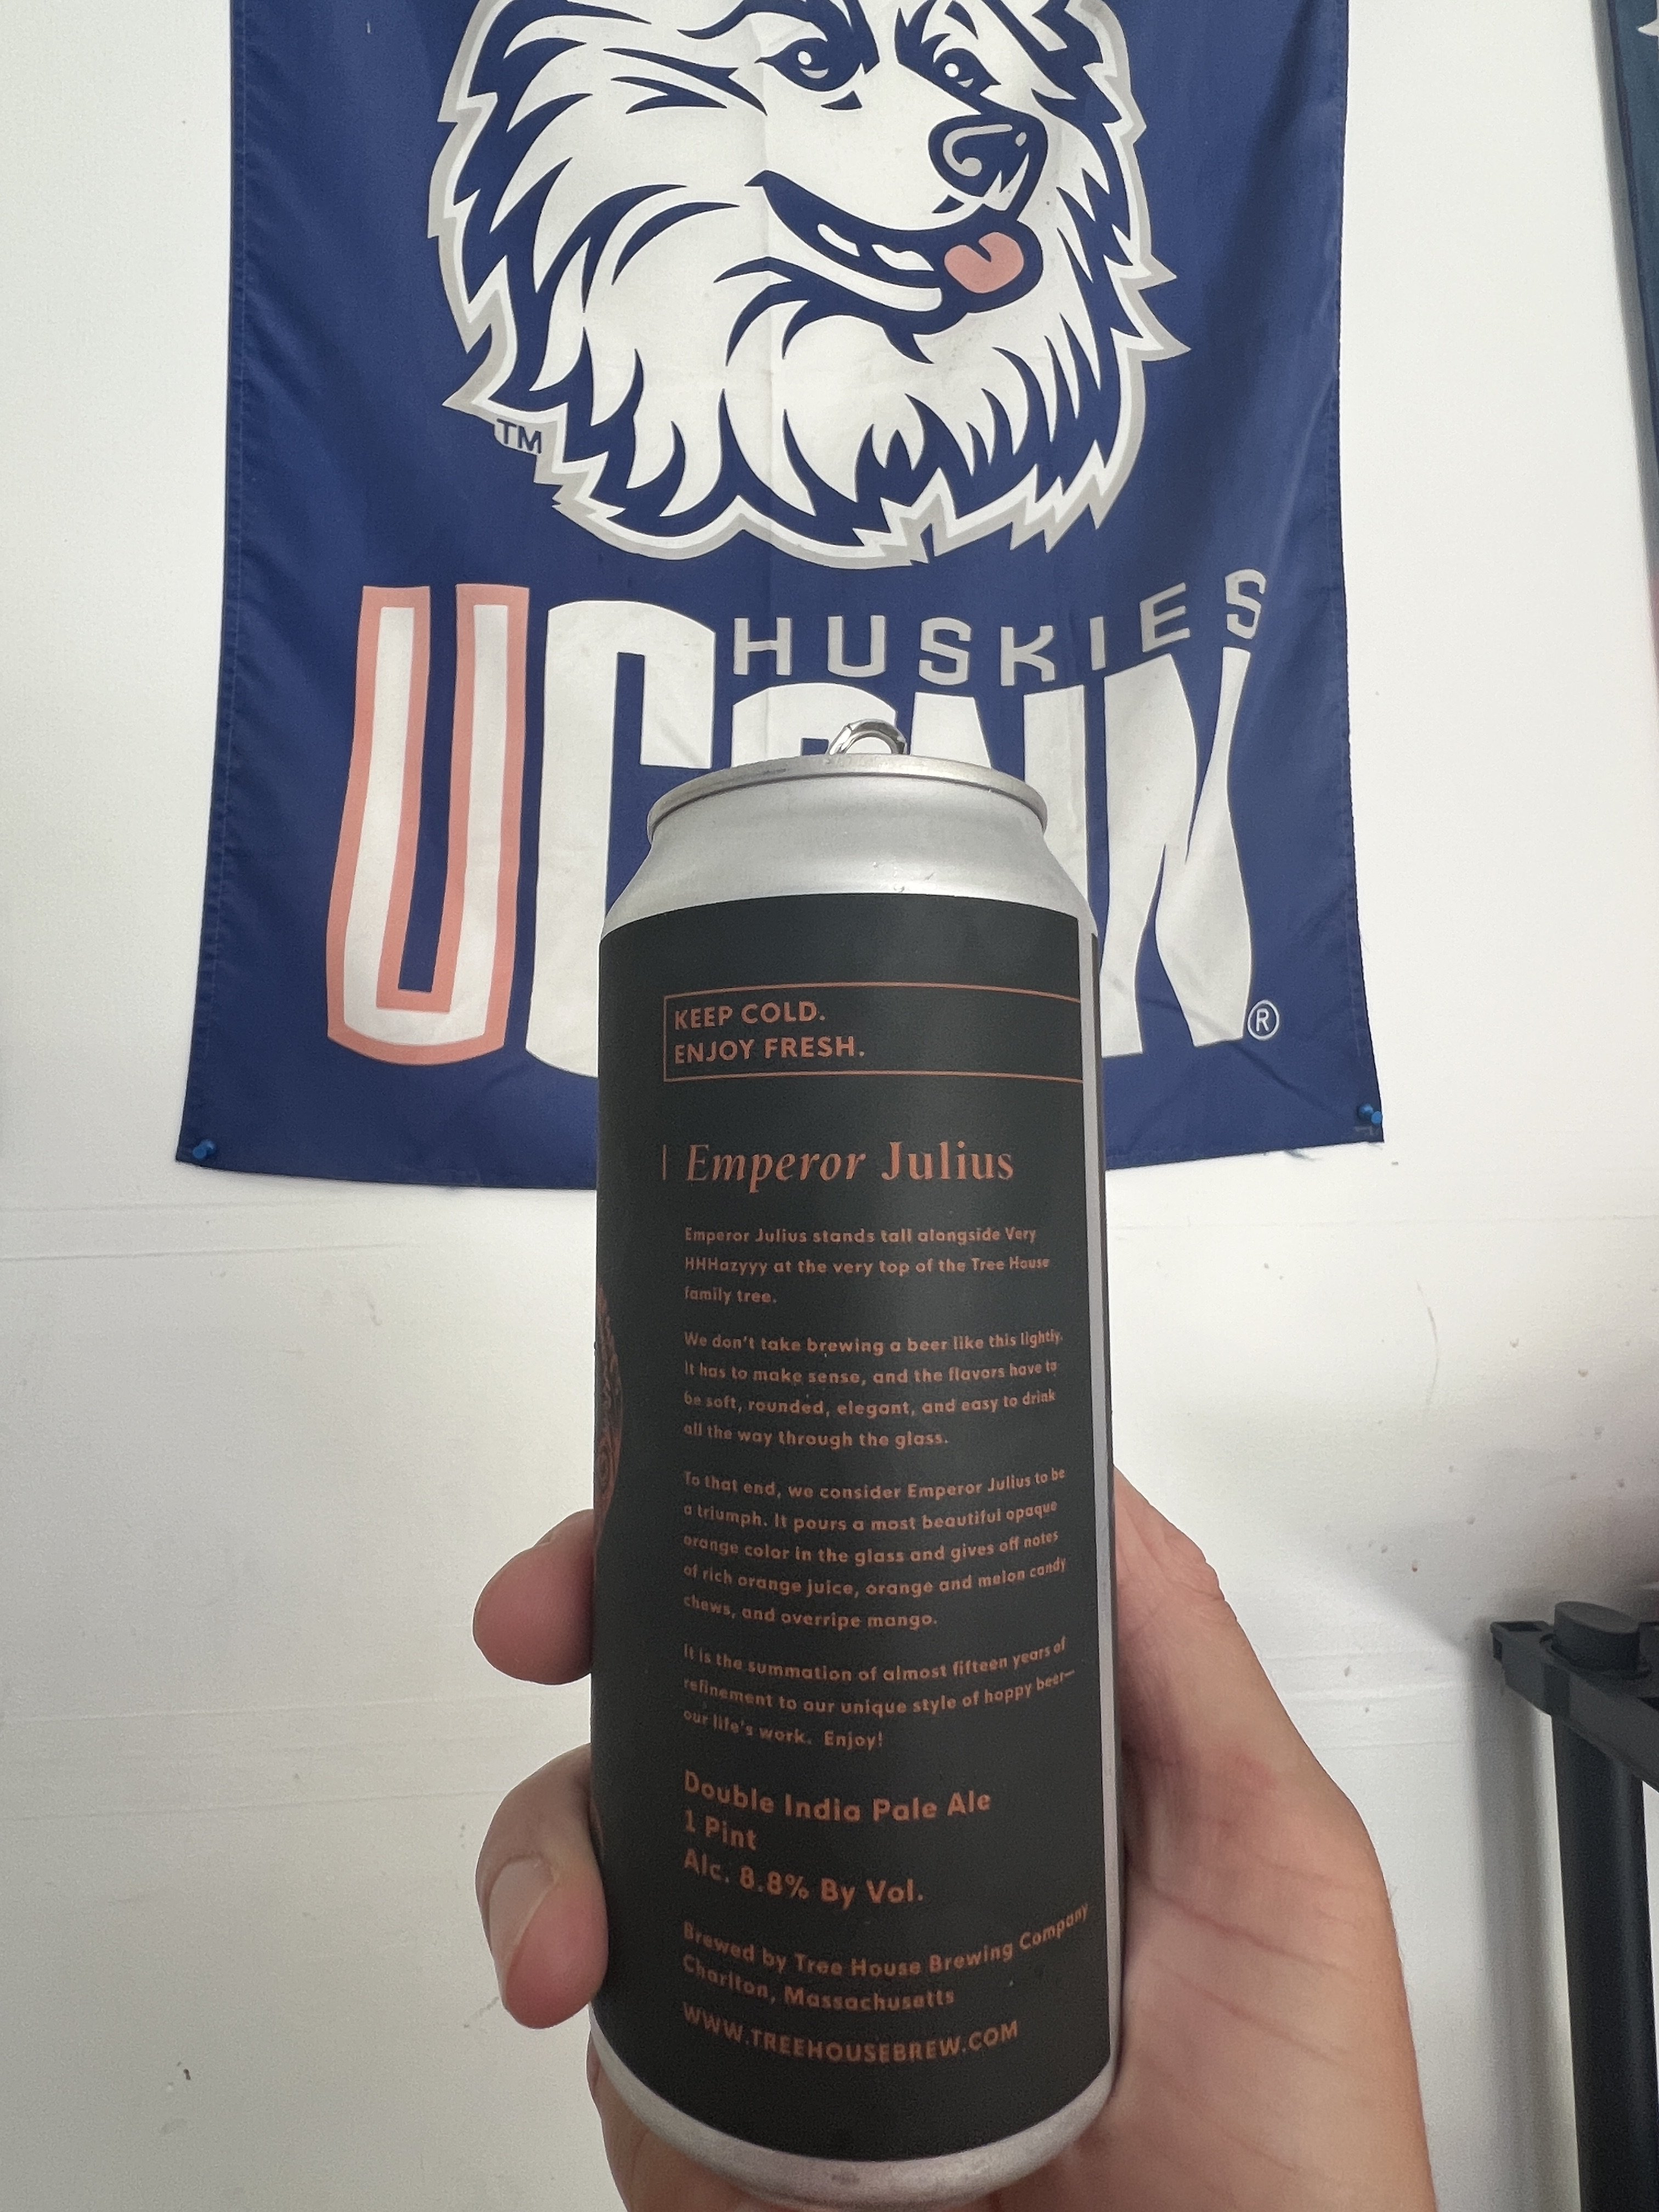 TM
HUSKIES
UCONN
®
KEEP COLD.
ENJOY FRESH.
Emperor Julius
Emperor Julius stands tall alongside Very
HHHazyyy at the very top of the Tree House
family tree.
We don't take brewing a beer like this lightly.
It has to make sense, and the flavors have to
be soft, rounded, elegant, and easy to drink
all the way through the glass.
To that end, we consider Emperor Julius to be
a triumph. It pours a most beautiful opaque
orange color in the glass and gives off notes
of rich orange juice, orange and melon candy
chews, and overripe mango.
It is the summation of almost fifteen years of
refinement to our unique style of hoppy beer—
our life's work. Enjoy!
Double India Pale Ale
1 Pint
Alc. 8.8% By Vol.
Brewed by Tree House Brewing Company
Charlton, Massachusetts
WWW.TREEHOUSEBREW.COM